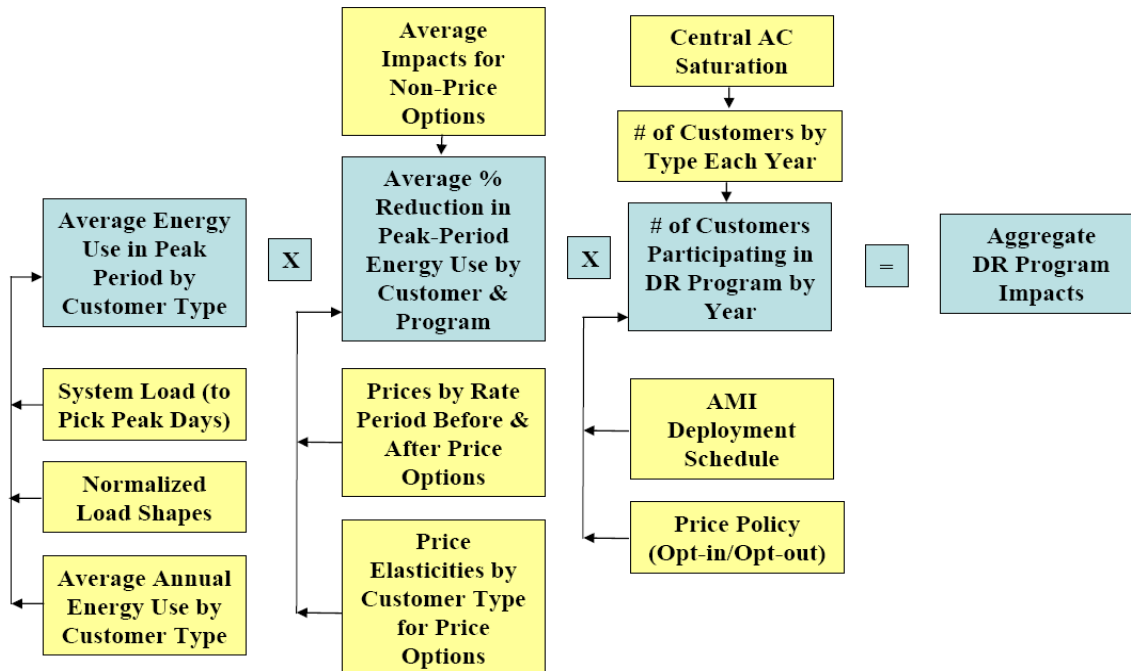 Average
Impacts for
Non-Price
Options
Central AC
Saturation
# of Customers by
Type Each Year
Average Energy
Use in Peak
Period by
Customer Type
X
Average %
Reduction in
Peak-Period
Energy Use by
Customer &
Program
X
# of Customers
Participating in
DR Program by
Year
=
Aggregate
DR Program
Impacts
System Load (to
Pick Peak Days)
Normalized
Load Shapes
Average Annual
Energy Use by
Customer Type
Prices by Rate
Period Before &
After Price
Options
Price
Elasticities by
Customer Type
for Price
Options
AMI
Deployment
Schedule
Price Policy
(Opt-in/Opt-out)